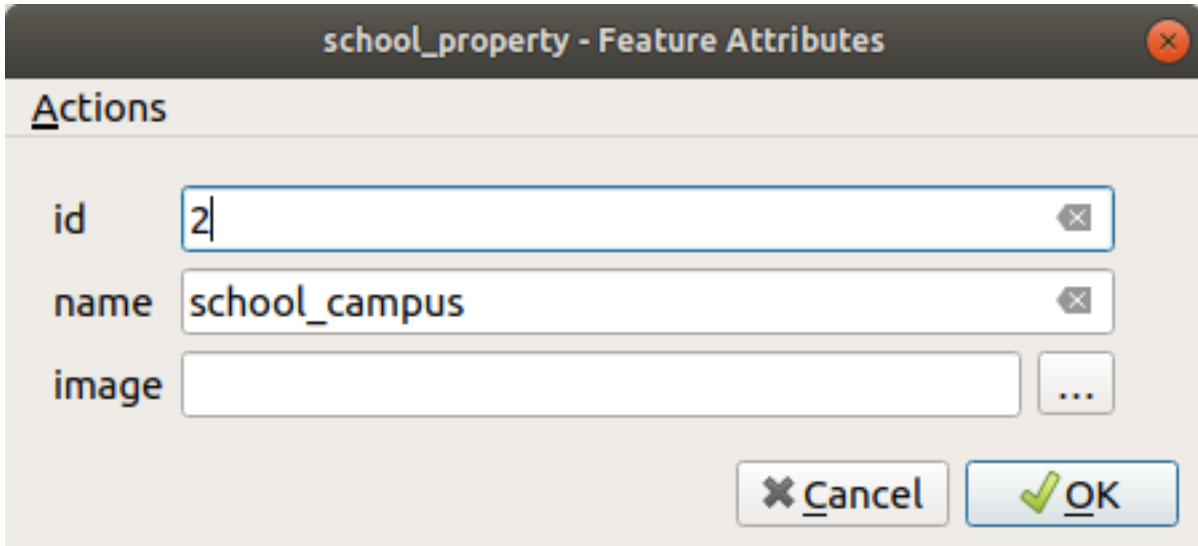 school_property - Feature Attributes
Actions
id 2
name school_campus
image ...
Cancel OK